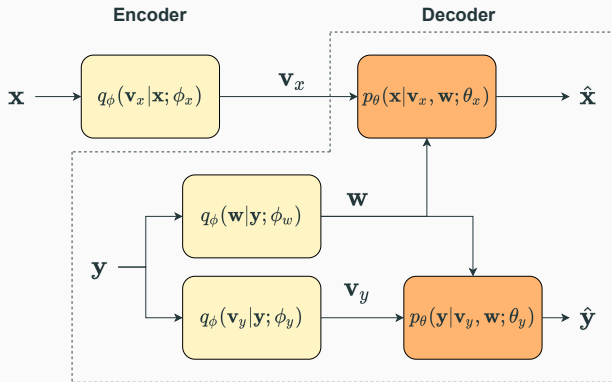 Encoder Decoder
x q_ϕ(v_x|x; ϕ_x) v_x p_θ(x|v_x, w; θ_x) x̂
q_ϕ(w|y; ϕ_w) w
y
q_ϕ(v_y|y; ϕ_y) v_y p_θ(y|v_y, w; θ_y) ŷ